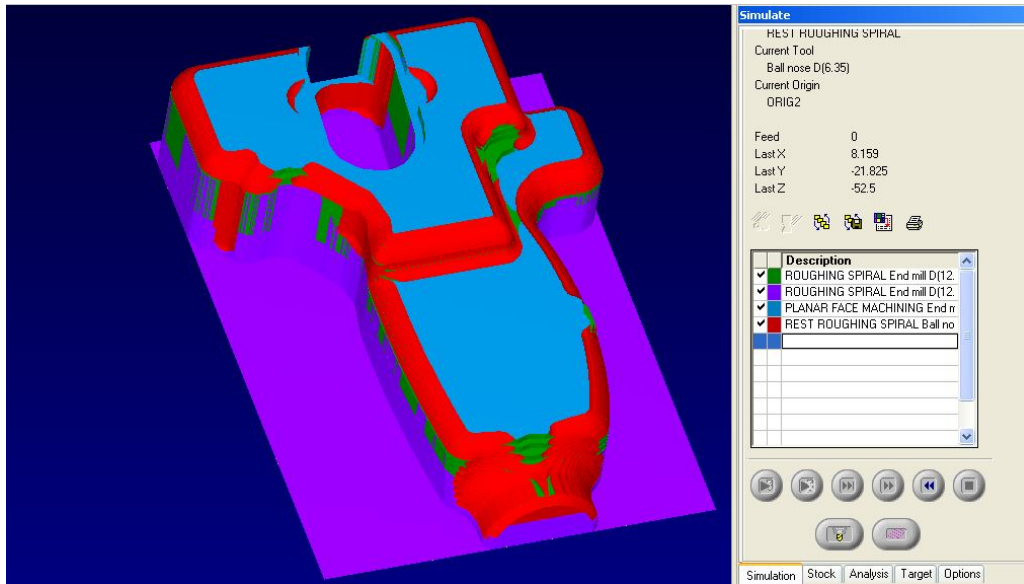 Simulate
REST ROUGHING SPIRAL
Current Tool
Ball nose D(6.35)
Current Origin
ORIG2
Feed 0
Last X 8.159
Last Y -21.825
Last Z -52.5
Description
ROUGHING SPIRAL End mill D(12.
ROUGHING SPIRAL End mill D(12.
PLANAR FACE MACHINING End m
REST ROUGHING SPIRAL Ball no
Simulation Stock Analysis Target Options